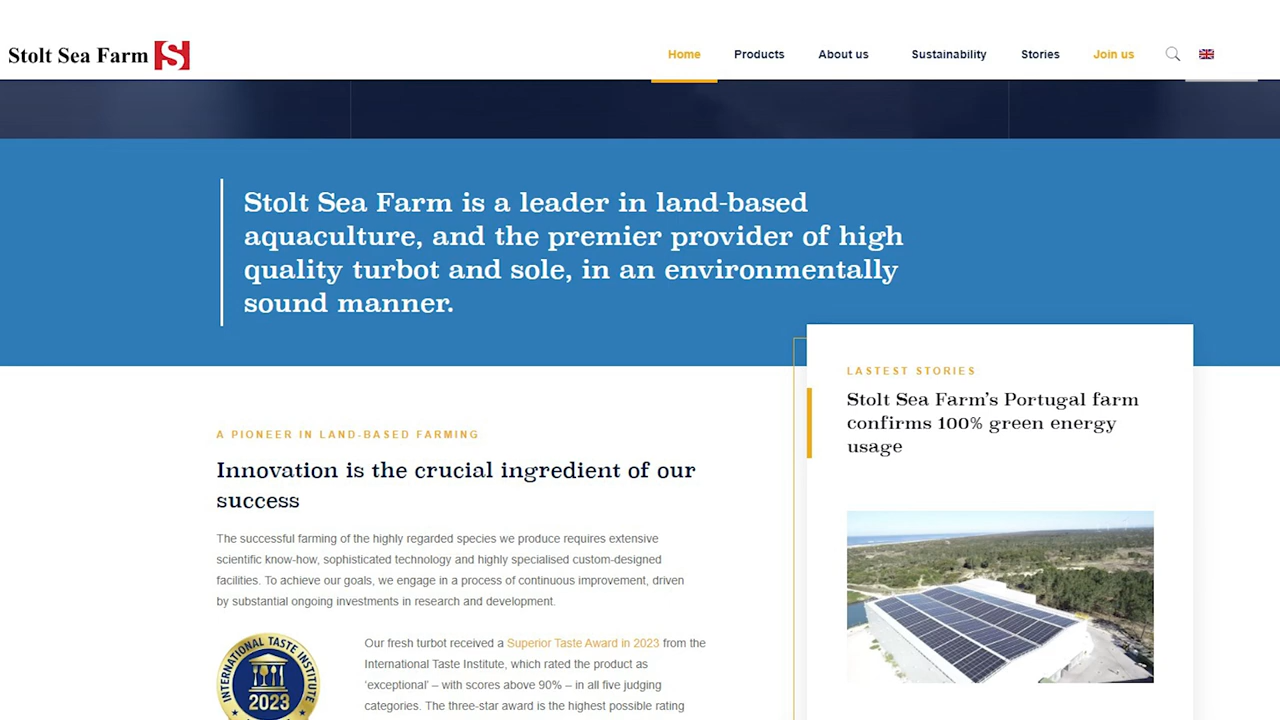 Stolt Sea Farm S
Home Products About us Sustainability Stories Join us
Stolt Sea Farm is a leader in land-based
aquaculture, and the premier provider of high
quality turbot and sole, in an environmentally
sound manner.
A PIONEER IN LAND-BASED FARMING
Innovation is the crucial ingredient of our
success
The successful farming of the highly regarded species we produce requires extensive
scientific know-how, sophisticated technology and highly specialised custom-designed
facilities. To achieve our goals, we engage in a process of continuous improvement, driven
by substantial ongoing investments in research and development.
INTERNATIONAL TASTE INSTITUTE
2023
Our fresh turbot received a Superior Taste Award in 2023 from the
International Taste Institute, which rated the product as
‘exceptional’ – with scores above 90% – in all five judging
categories. The three-star award is the highest possible rating
LASTEST STORIES
Stolt Sea Farm’s Portugal farm
confirms 100% green energy
usage